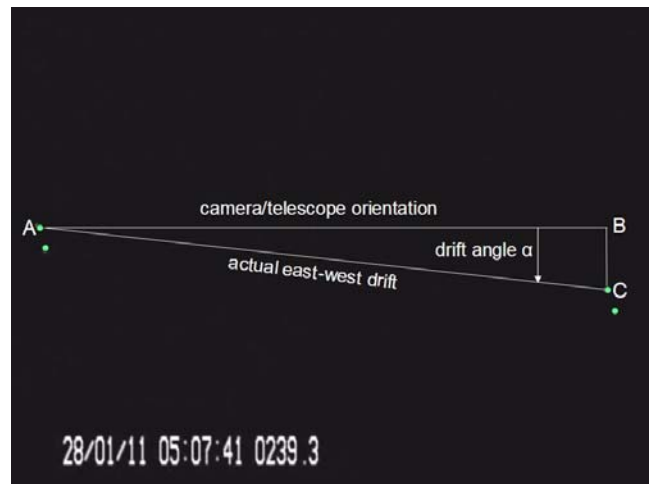 camera/telescope orientation
A
B
drift angle α
actual east-west drift
C
28/01/11 05:07:41 0239.3